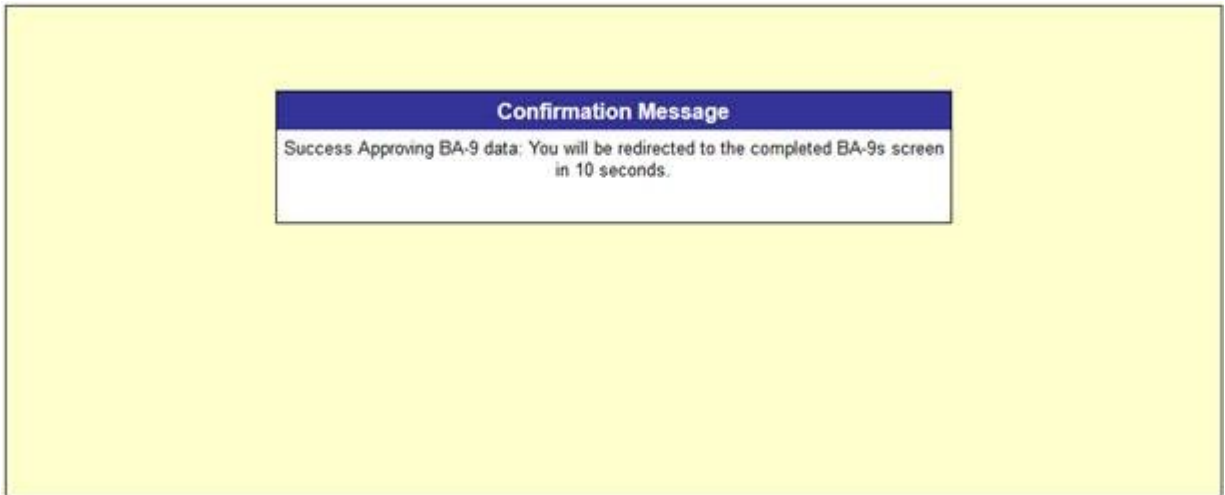 Confirmation Message
Success Approving BA-9 data: You will be redirected to the completed BA-9s screen
in 10 seconds.